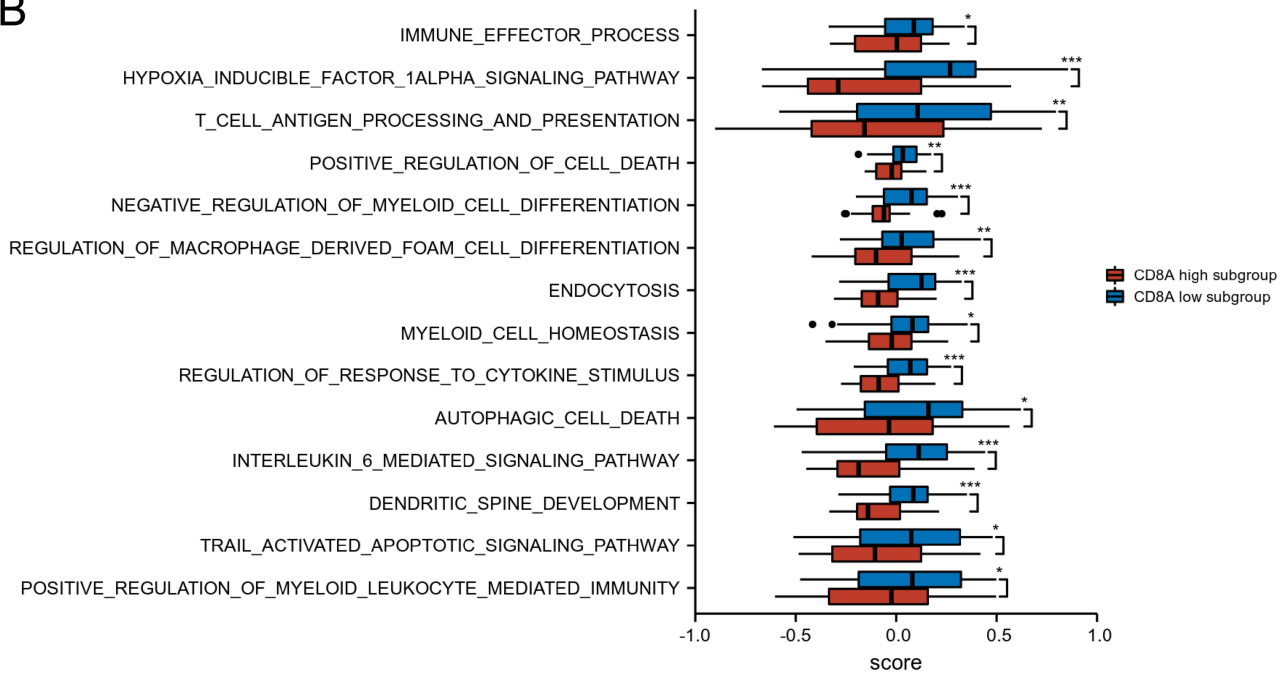 B
IMMUNE_EFFECTOR_PROCESS
*
HYPOXIA_INDUCIBLE_FACTOR_1ALPHA_SIGNALING_PATHWAY
***
T_CELL_ANTIGEN_PROCESSING_AND_PRESENTATION
**
POSITIVE_REGULATION_OF_CELL_DEATH
**
NEGATIVE_REGULATION_OF_MYELOID_CELL_DIFFERENTIATION
***
REGULATION_OF_MACROPHAGE_DERIVED_FOAM_CELL_DIFFERENTIATION
**
ENDOCYTOSIS
***
MYELOID_CELL_HOMEOSTASIS
*
REGULATION_OF_RESPONSE_TO_CYTOKINE_STIMULUS
***
AUTOPHAGIC_CELL_DEATH
*
INTERLEUKIN_6_MEDIATED_SIGNALING_PATHWAY
***
DENDRITIC_SPINE_DEVELOPMENT
***
TRAIL_ACTIVATED_APOPTOTIC_SIGNALING_PATHWAY
*
POSITIVE_REGULATION_OF_MYELOID_LEUKOCYTE_MEDIATED_IMMUNITY
*
CD8A high subgroup
CD8A low subgroup
-1.0 -0.5 0.0 0.5 1.0
score